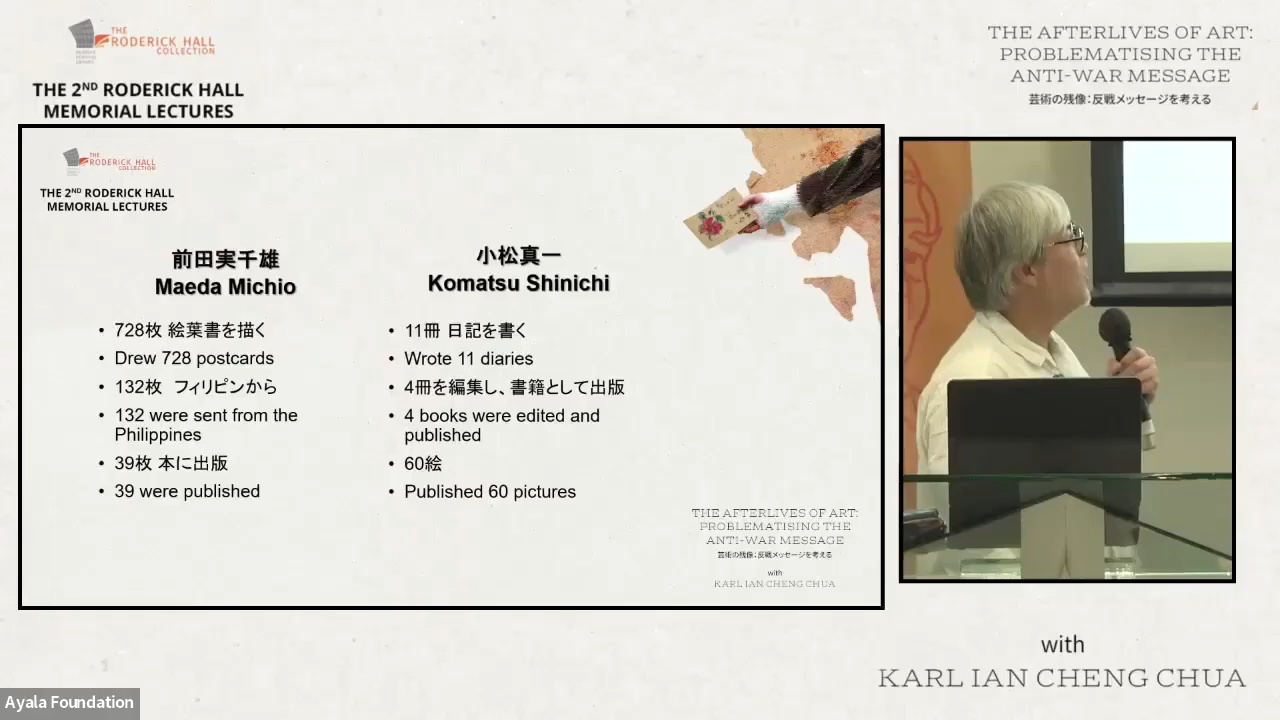 THE
RODERICK HALL
COLLECTION
THE 2ND RODERICK HALL
MEMORIAL LECTURES
THE AFTERLIVES OF ART:
PROBLEMATISING THE
ANTI-WAR MESSAGE
芸術の残像：反戦メッセージを考える
THE
RODERICK HALL
COLLECTION
THE 2ND RODERICK HALL
MEMORIAL LECTURES
前田実千雄
Maeda Michio
• 728枚 絵葉書を描く
• Drew 728 postcards
• 132枚　フィリピンから
• 132 were sent from the
Philippines
• 39枚 本に出版
• 39 were published
小松真一
Komatsu Shinichi
• 11冊 日記を書く
• Wrote 11 diaries
• 4冊を編集し、書籍として出版
• 4 books were edited and
published
• 60絵
• Published 60 pictures
THE AFTERLIVES OF ART:
PROBLEMATISING THE
ANTI-WAR MESSAGE
芸術の残像：反戦メッセージを考える
with
KARL IAN CHENG CHUA
with
KARL IAN CHENG CHUA
Ayala Foundation